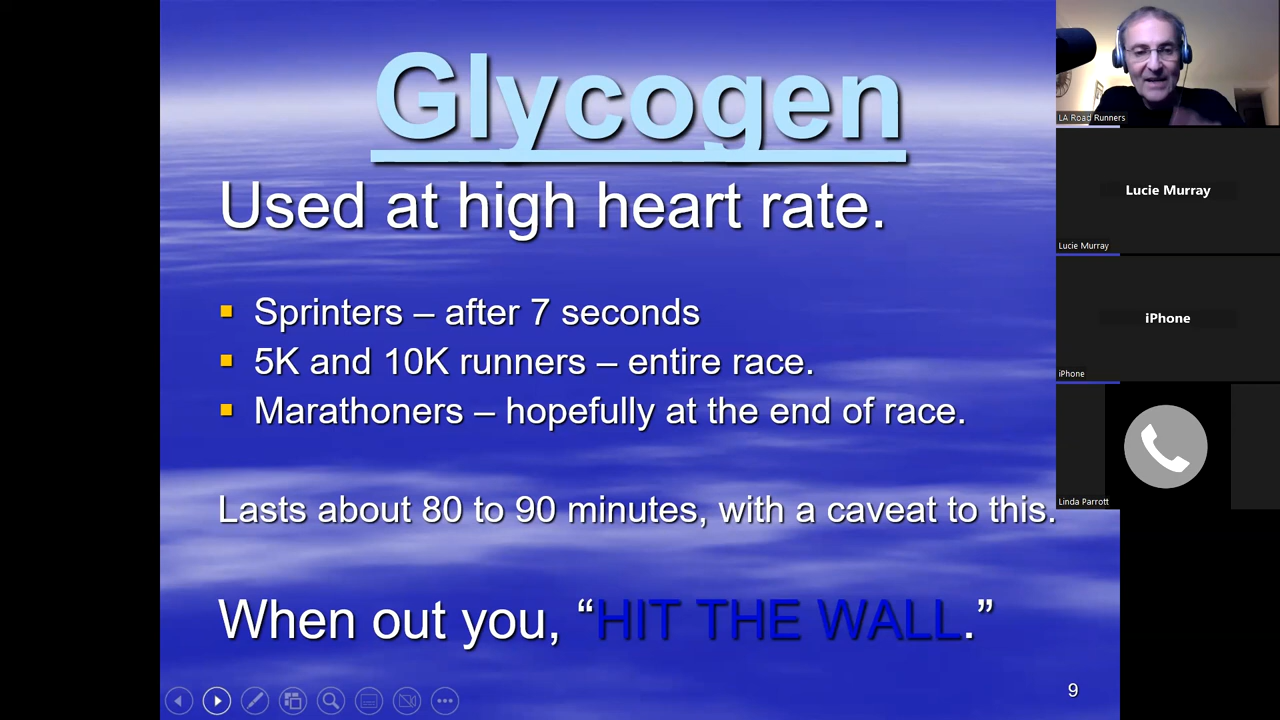 Glycogen
Used at high heart rate.
Sprinters – after 7 seconds
5K and 10K runners – entire race.
Marathoners – hopefully at the end of race.
Lasts about 80 to 90 minutes, with a caveat to this.
When out you, “HIT THE WALL.”
9
LA Road Runners
Lucie Murray
Lucie Murray
iPhone
iPhone
Linda Parrott